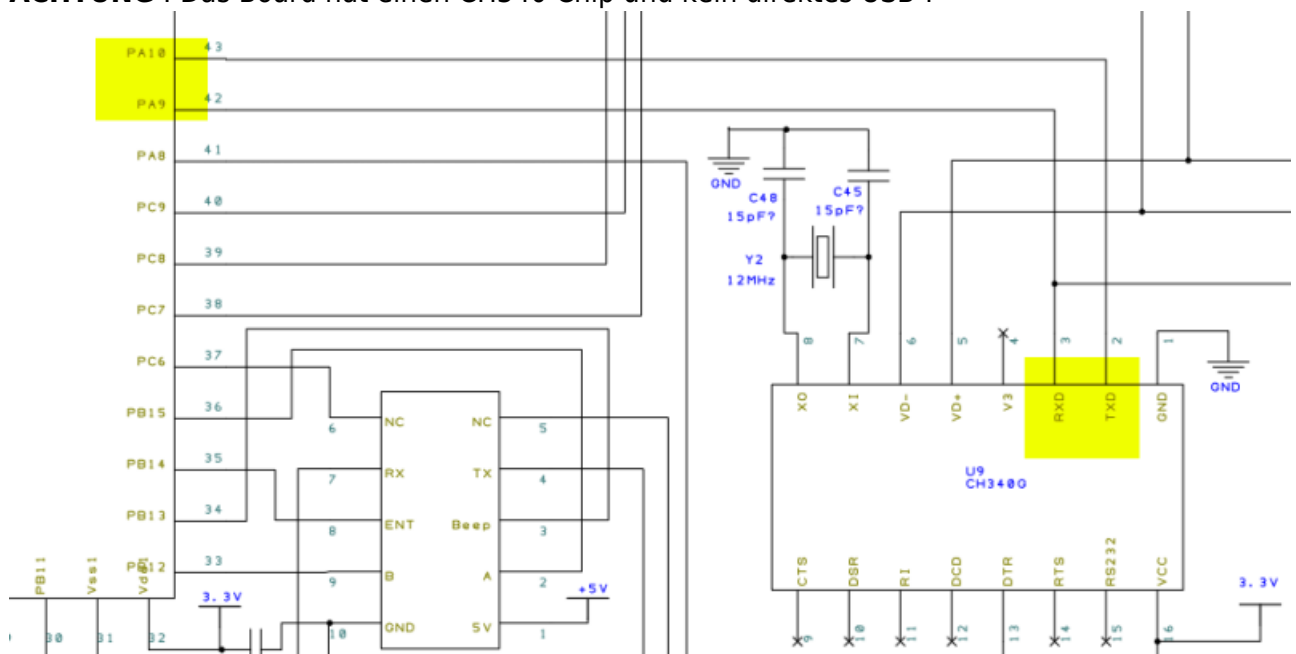 ACHTUNG : Das Board hat einen CH340 Chip und kein direktes USB !
PA10 43
PA9 42
PA8 41
PC9 40
PC8 39
PC7 38
PC6 37
PB15 36
PB14 35
PB13 34
PB12 33
PB11
Vss1
Vdd1
30
31
32
3.3V
GND
C48
15pF?
C45
15pF?
Y2
12MHz
6 NC NC 5
7 RX TX 4
8 ENT Beep 3
9 B A 2
10 GND 5V 1
+5V
8 7 6 5 4 3 2 1
XO XI VD- VD+ V3 RXD TXD GND
GND
U9
CH340G
CTS DSR RI DCD DTR RTS RS232 VCC
9 10 11 12 13 14 15 16
3.3V